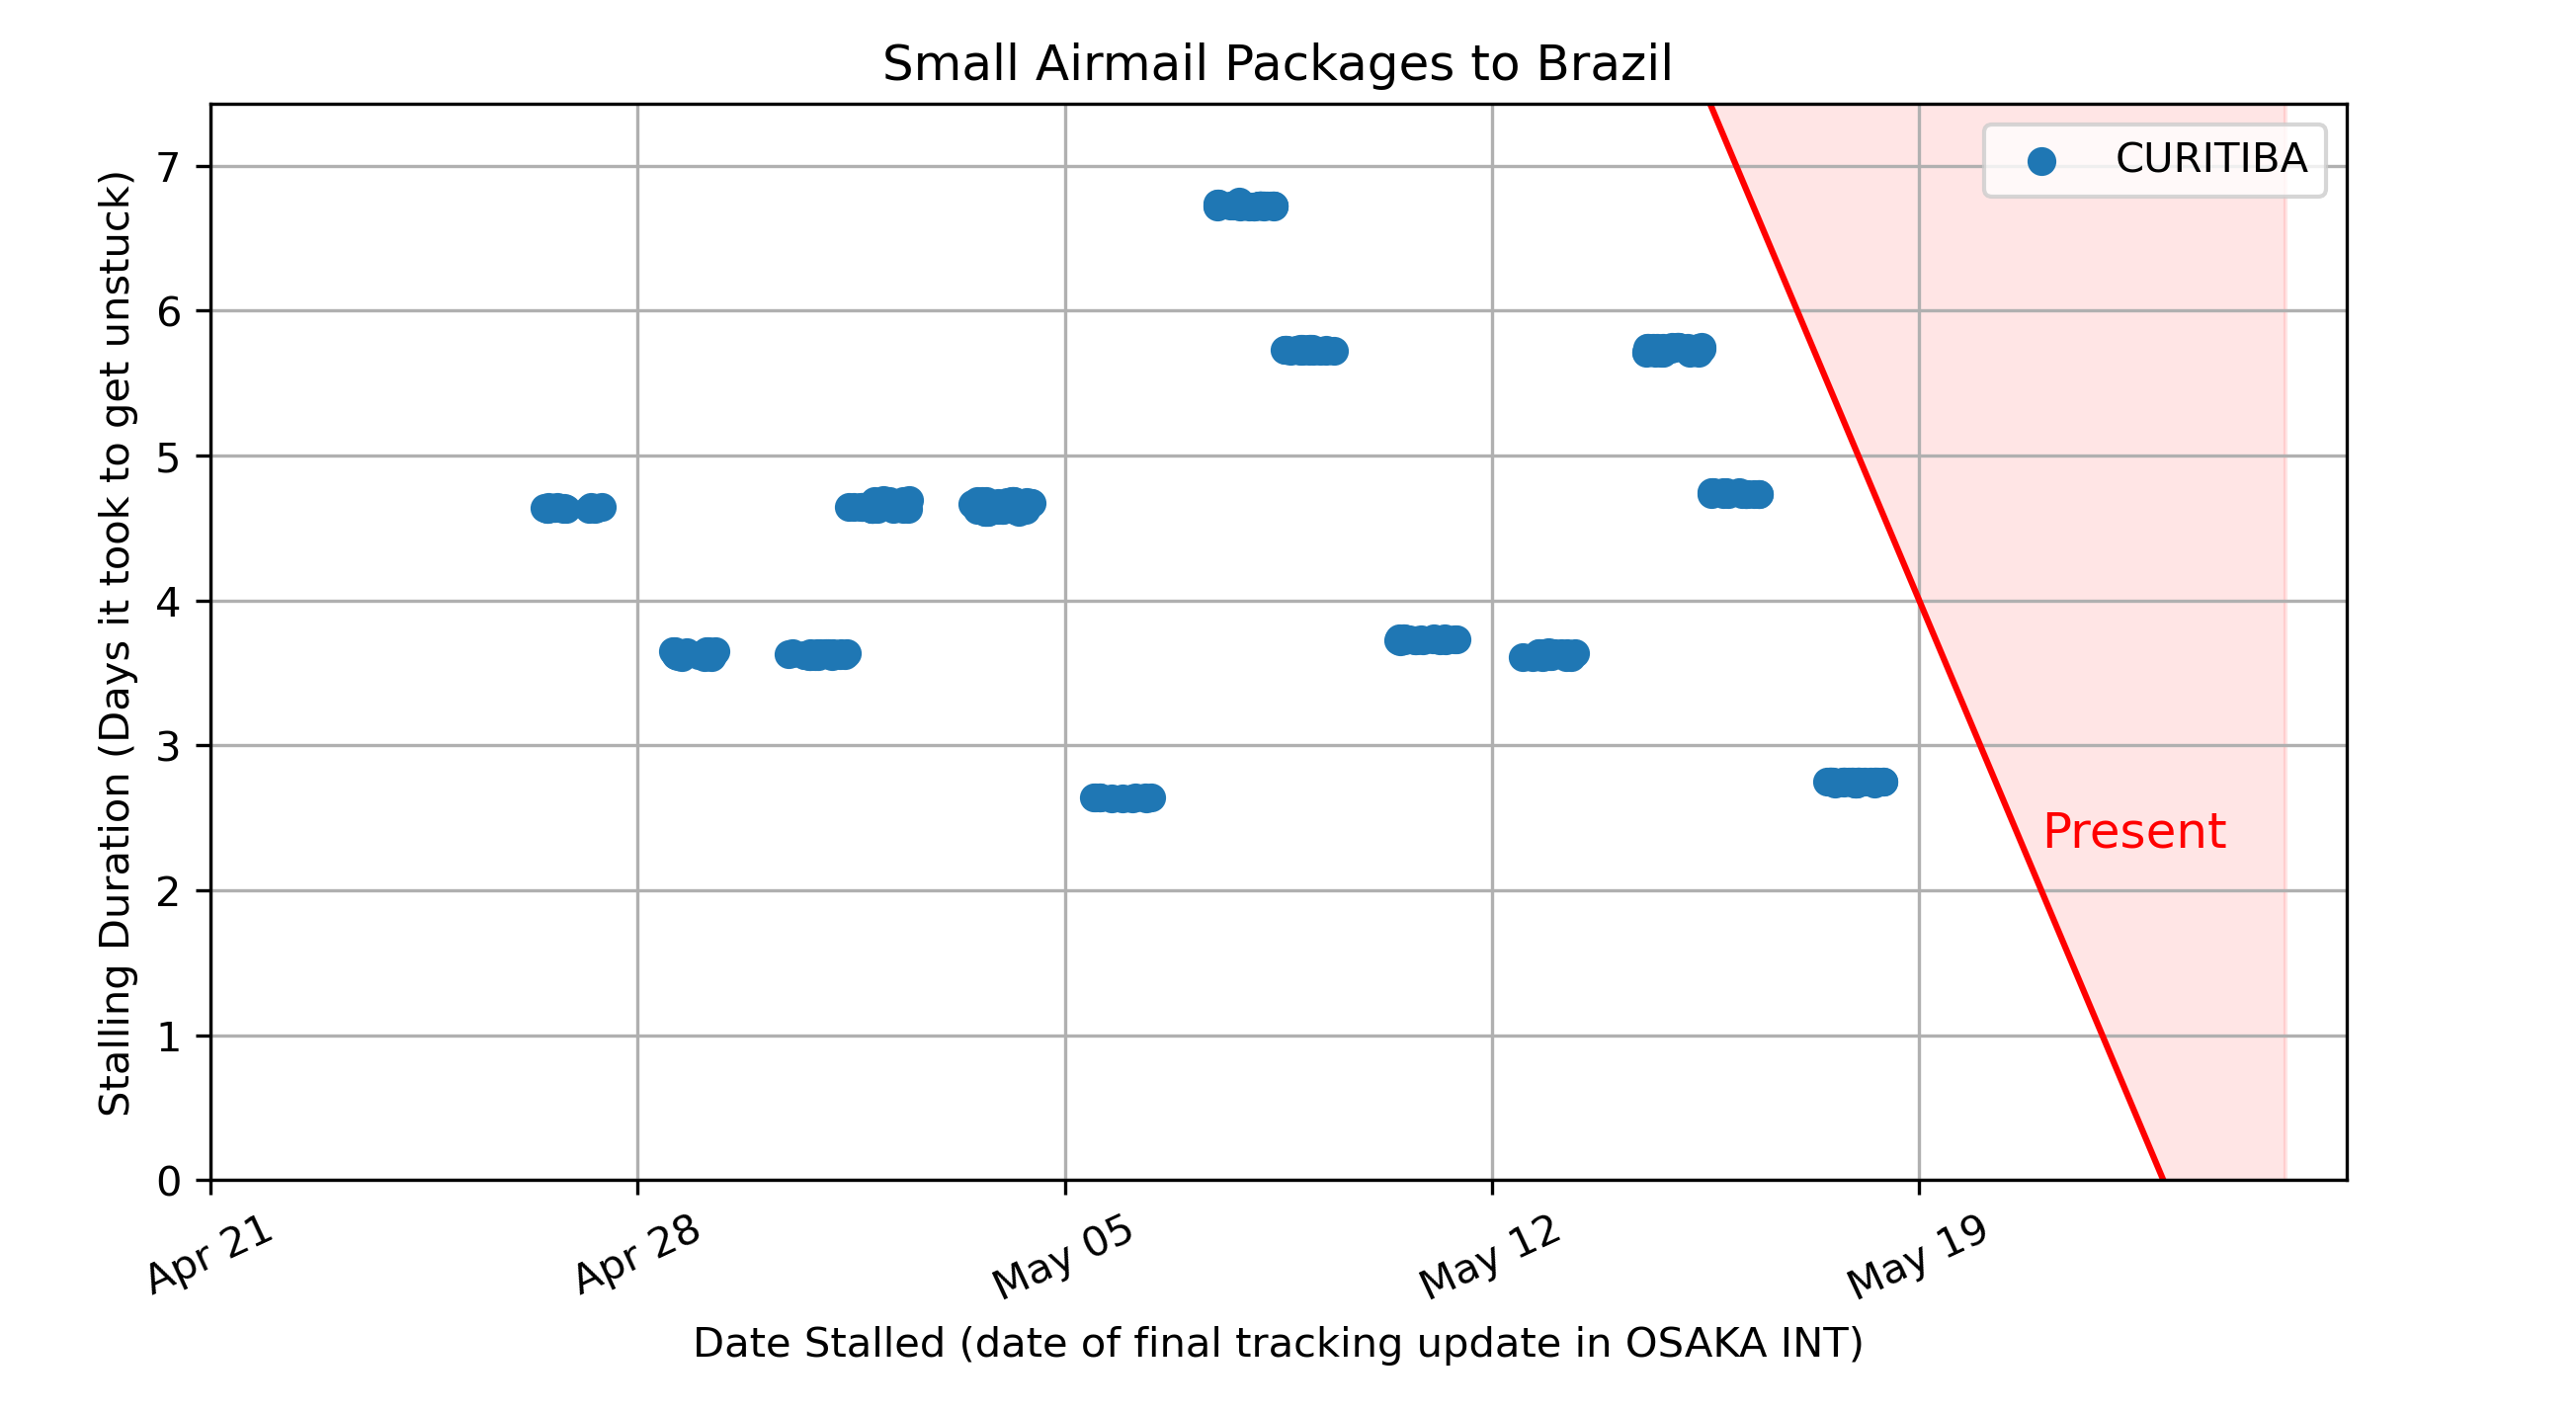 Small Airmail Packages to Brazil
CURITIBA
Stalling Duration (Days it took to get unstuck)
7
6
5
4
3
2
1
0
Present
Apr 21
Apr 28
May 05
May 12
May 19
Date Stalled (date of final tracking update in OSAKA INT)